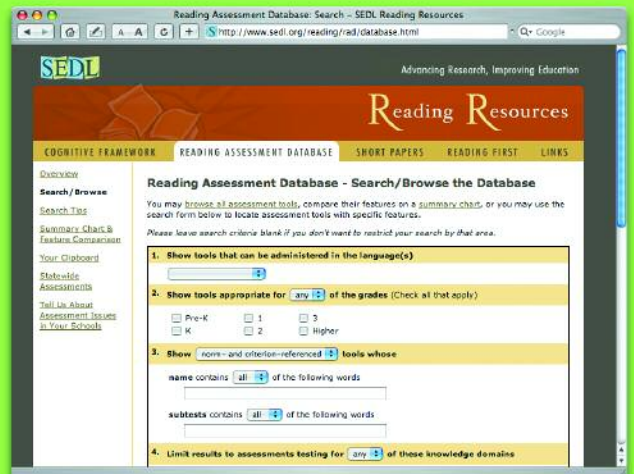 Reading Assessment Database: Search – SEDL Reading Resources
A A C + S http://www.sedl.org/reading/rad/database.html Q Google
SEDL
Advancing Research, Improving Education
Reading Resources
COGNITIVE FRAMEWORK READING ASSESSMENT DATABASE SHORT PAPERS READING FIRST LINKS
Overview
Search/Browse
Search Tips
Summary Chart &
Feature Comparison
Your Clipboard
Statewide
Assessments
Tell Us About
Assessment Issues
in Your Schools
Reading Assessment Database - Search/Browse the Database
You may browse all assessment tools, compare their features on a summary chart, or you may use the
search form below to locate assessment tools with specific features.
Please leave search criteria blank if you don't want to restrict your search by that area.
1. Show tools that can be administered in the language(s)
2. Show tools appropriate for any of the grades (Check all that apply)
Pre-K 1 3
K 2 Higher
3. Show norm- and criterion-referenced tools whose
name contains all of the following words
subtests contains all of the following words
4. Limit results to assessments testing for any of these knowledge domains